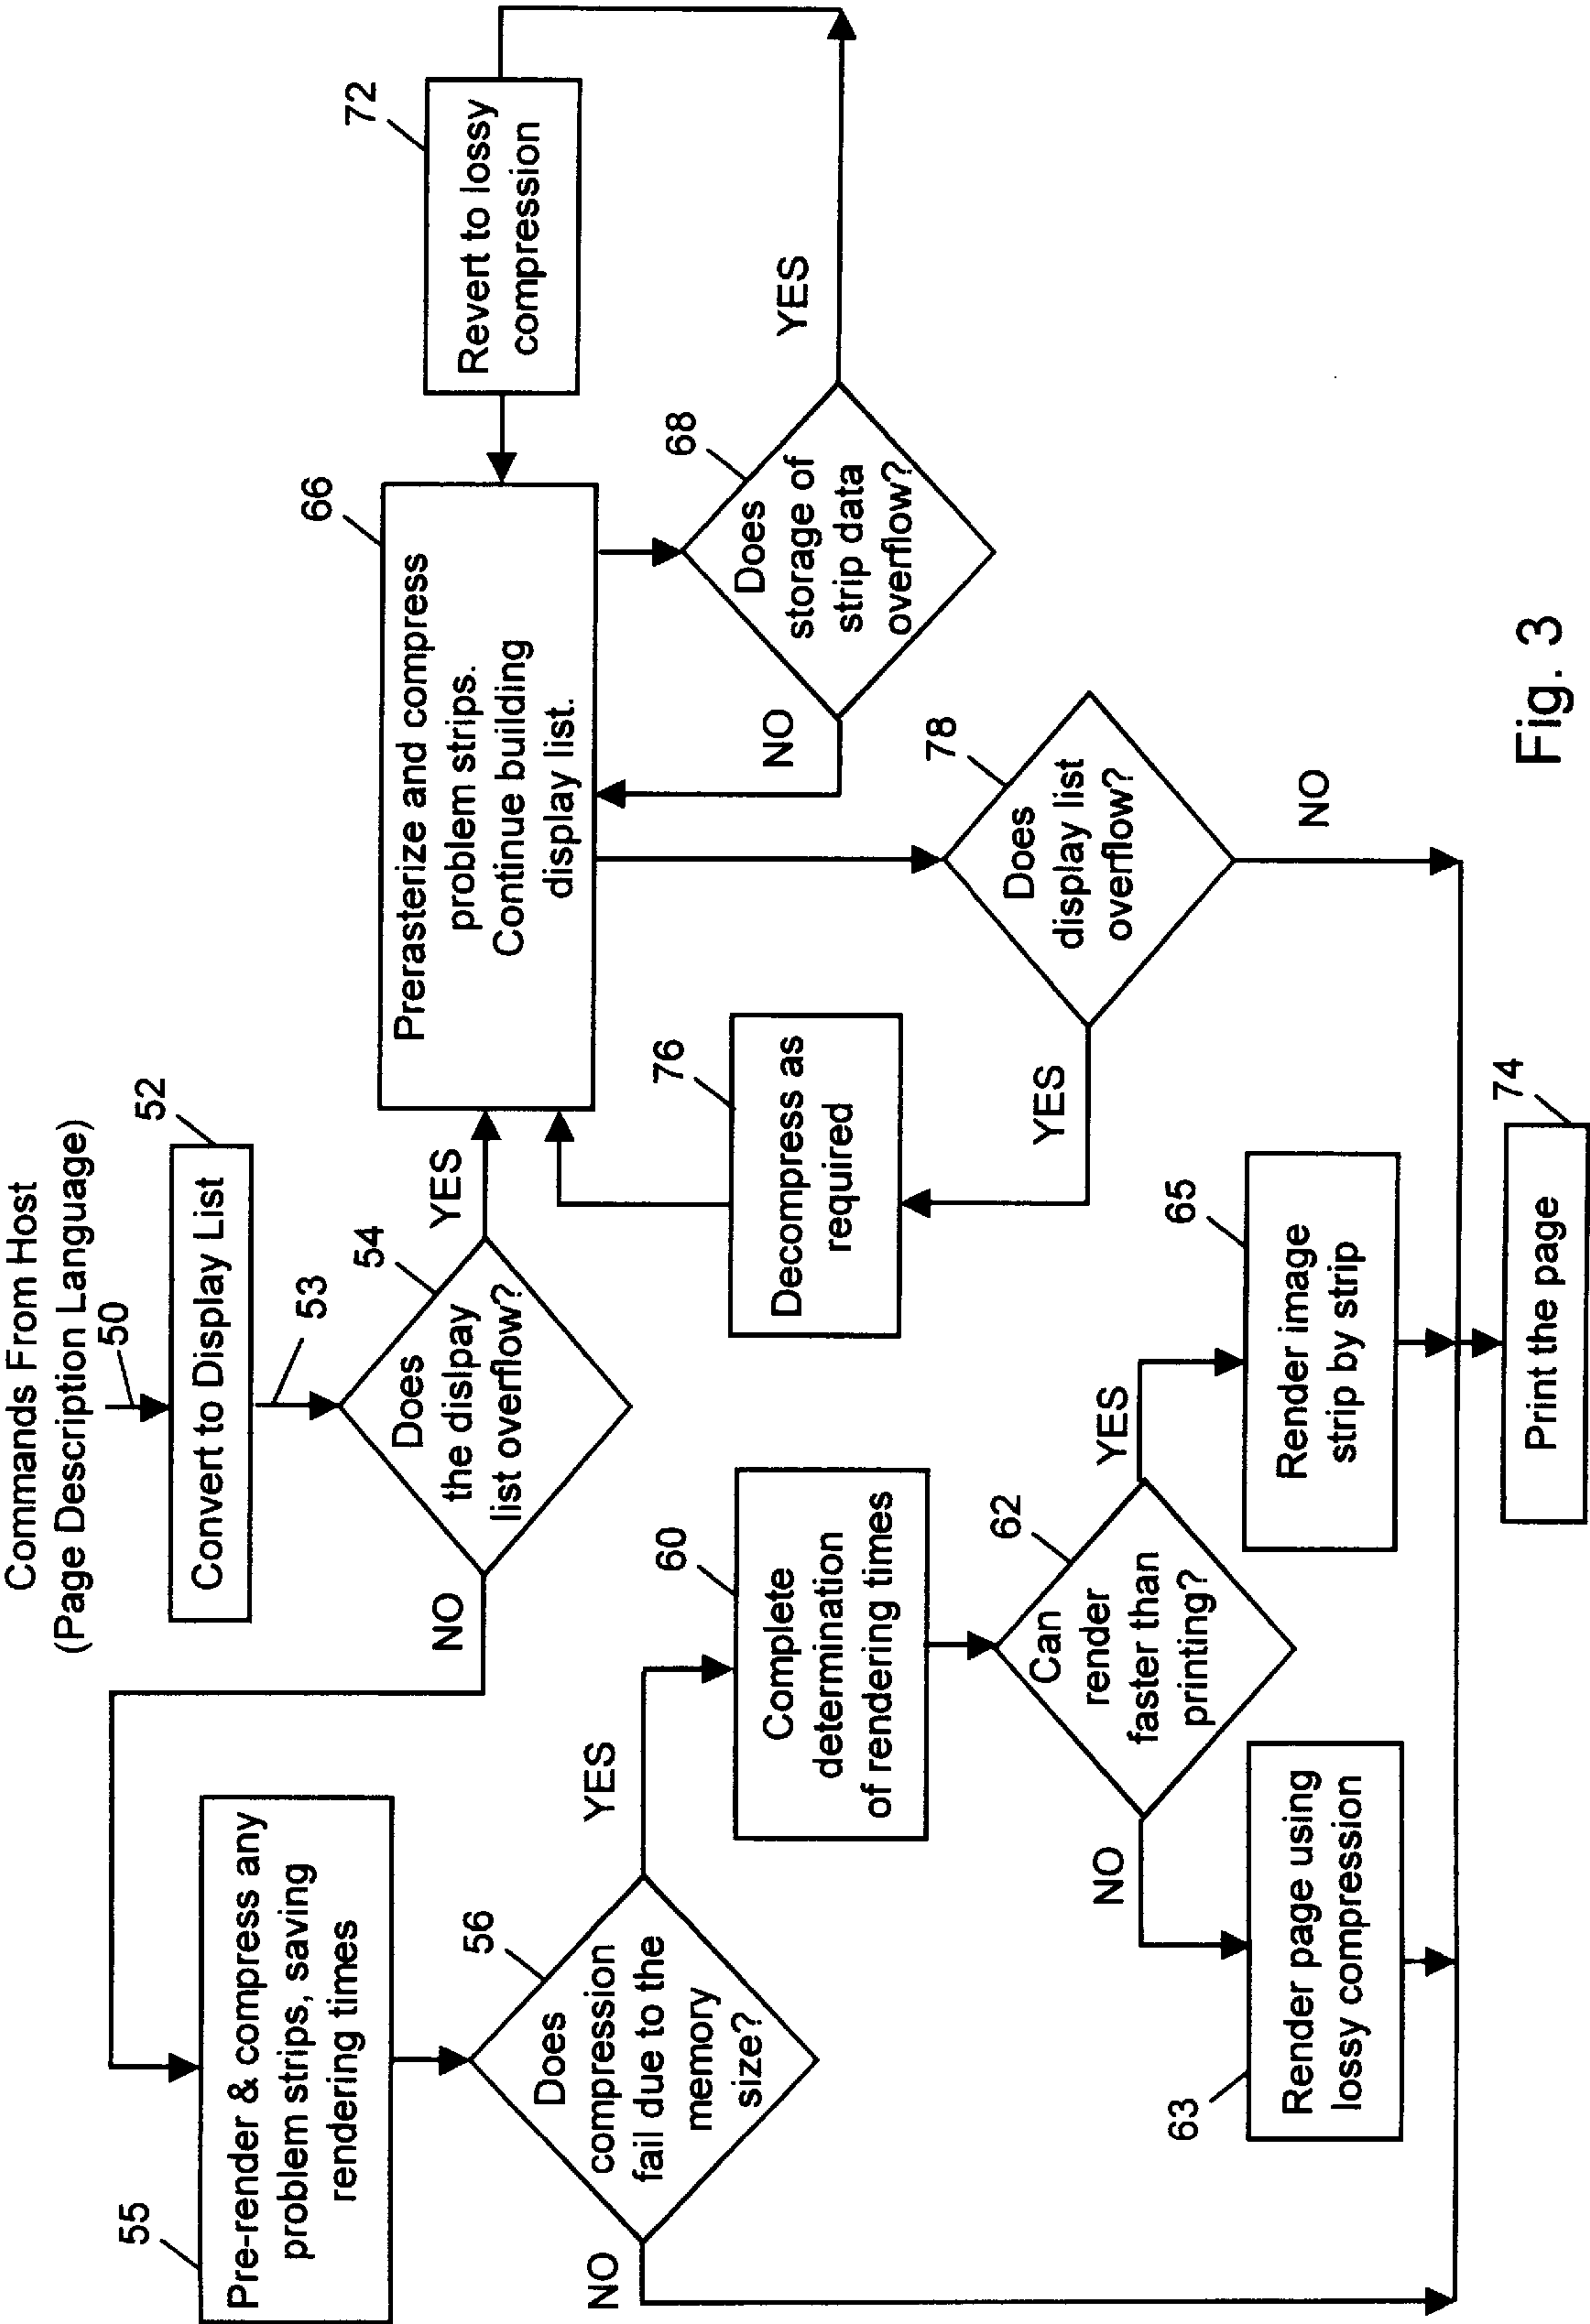 Commands From Host
(Page Description Language)
50
52
Convert to Display List
53
54
Does
the dislpay
list overflow?
NO
YES
55
Pre-render & compress any
problem strips, saving
rendering times
56
Does
compression
fail due to the
memory
size?
NO
YES
60
Complete
determination
of rendering times
62
Can
render
faster than
printing?
NO
YES
63
Render page using
lossy compression
65
Render image
strip by strip
66
Prerasterize and compress
problem strips.
Continue building
display list.
68
Does
storage of
strip data
overflow?
NO
YES
72
Revert to lossy
compression
76
Decompress as
required
78
Does
display list
overflow?
YES
NO
74
Print the page
Fig. 3